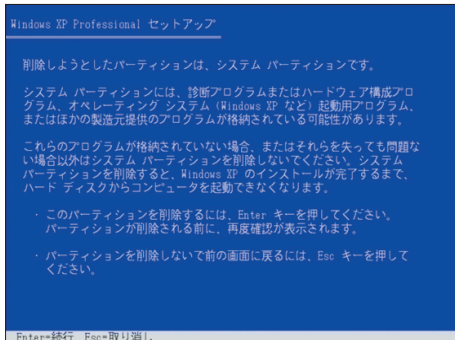 Windows XP Professional セットアップ
削除しようとしたパーティションは、システム パーティションです。
システム パーティションには、診断プログラムまたはハードウェア構成プロ
グラム、オペレーティング システム (Windows XP など) 起動用プログラム、
またはほかの製造元提供のプログラムが格納されている可能性があります。
これらのプログラムが格納されていない場合、またはそれらを失っても問題な
い場合以外はシステム パーティションを削除しないでください。システム
パーティションを削除すると、Windows XP のインストールが完了するまで、
ハード ディスクからコンピュータを起動できなくなります。
・ このパーティションを削除するには、Enter キーを押してください。
パーティションが削除される前に、再度確認が表示されます。
・ パーティションを削除しないで前の画面に戻るには、Esc キーを押して
ください。
Enter=続行 Esc=取り消し